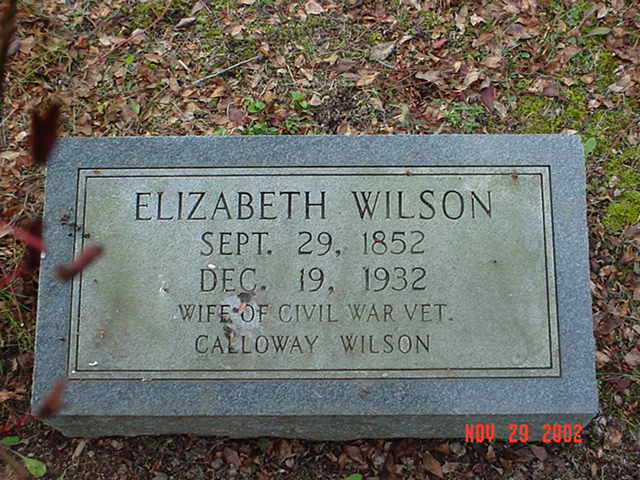 ELIZABETH WILSON
SEPT. 29, 1852
DEC. 19, 1932
WIFE OF CIVIL WAR VET.
CALLOWAY WILSON
NOV 29 2002